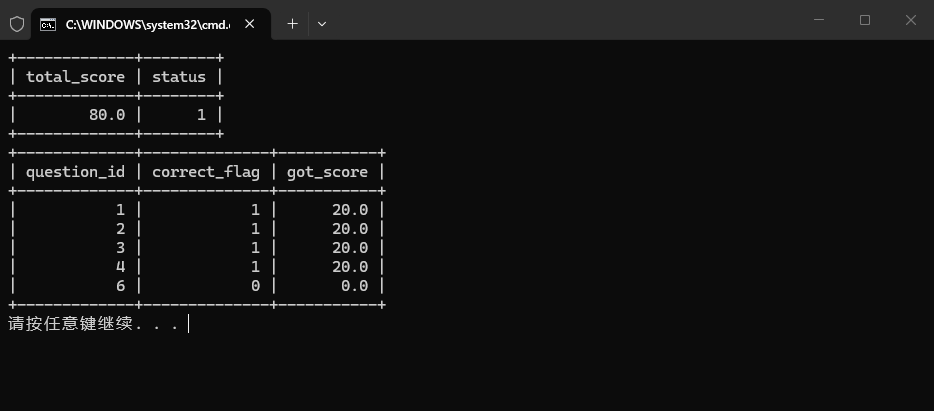 C:\WINDOWS\system32\cmd.
+-------------+--------+
| total_score | status |
+-------------+--------+
|        80.0 |      1 |
+-------------+--------+
+-------------+--------------+-----------+
| question_id | correct_flag | got_score |
+-------------+--------------+-----------+
|           1 |            1 |      20.0 |
|           2 |            1 |      20.0 |
|           3 |            1 |      20.0 |
|           4 |            1 |      20.0 |
|           6 |            0 |       0.0 |
+-------------+--------------+-----------+
请按任意键继续. . .